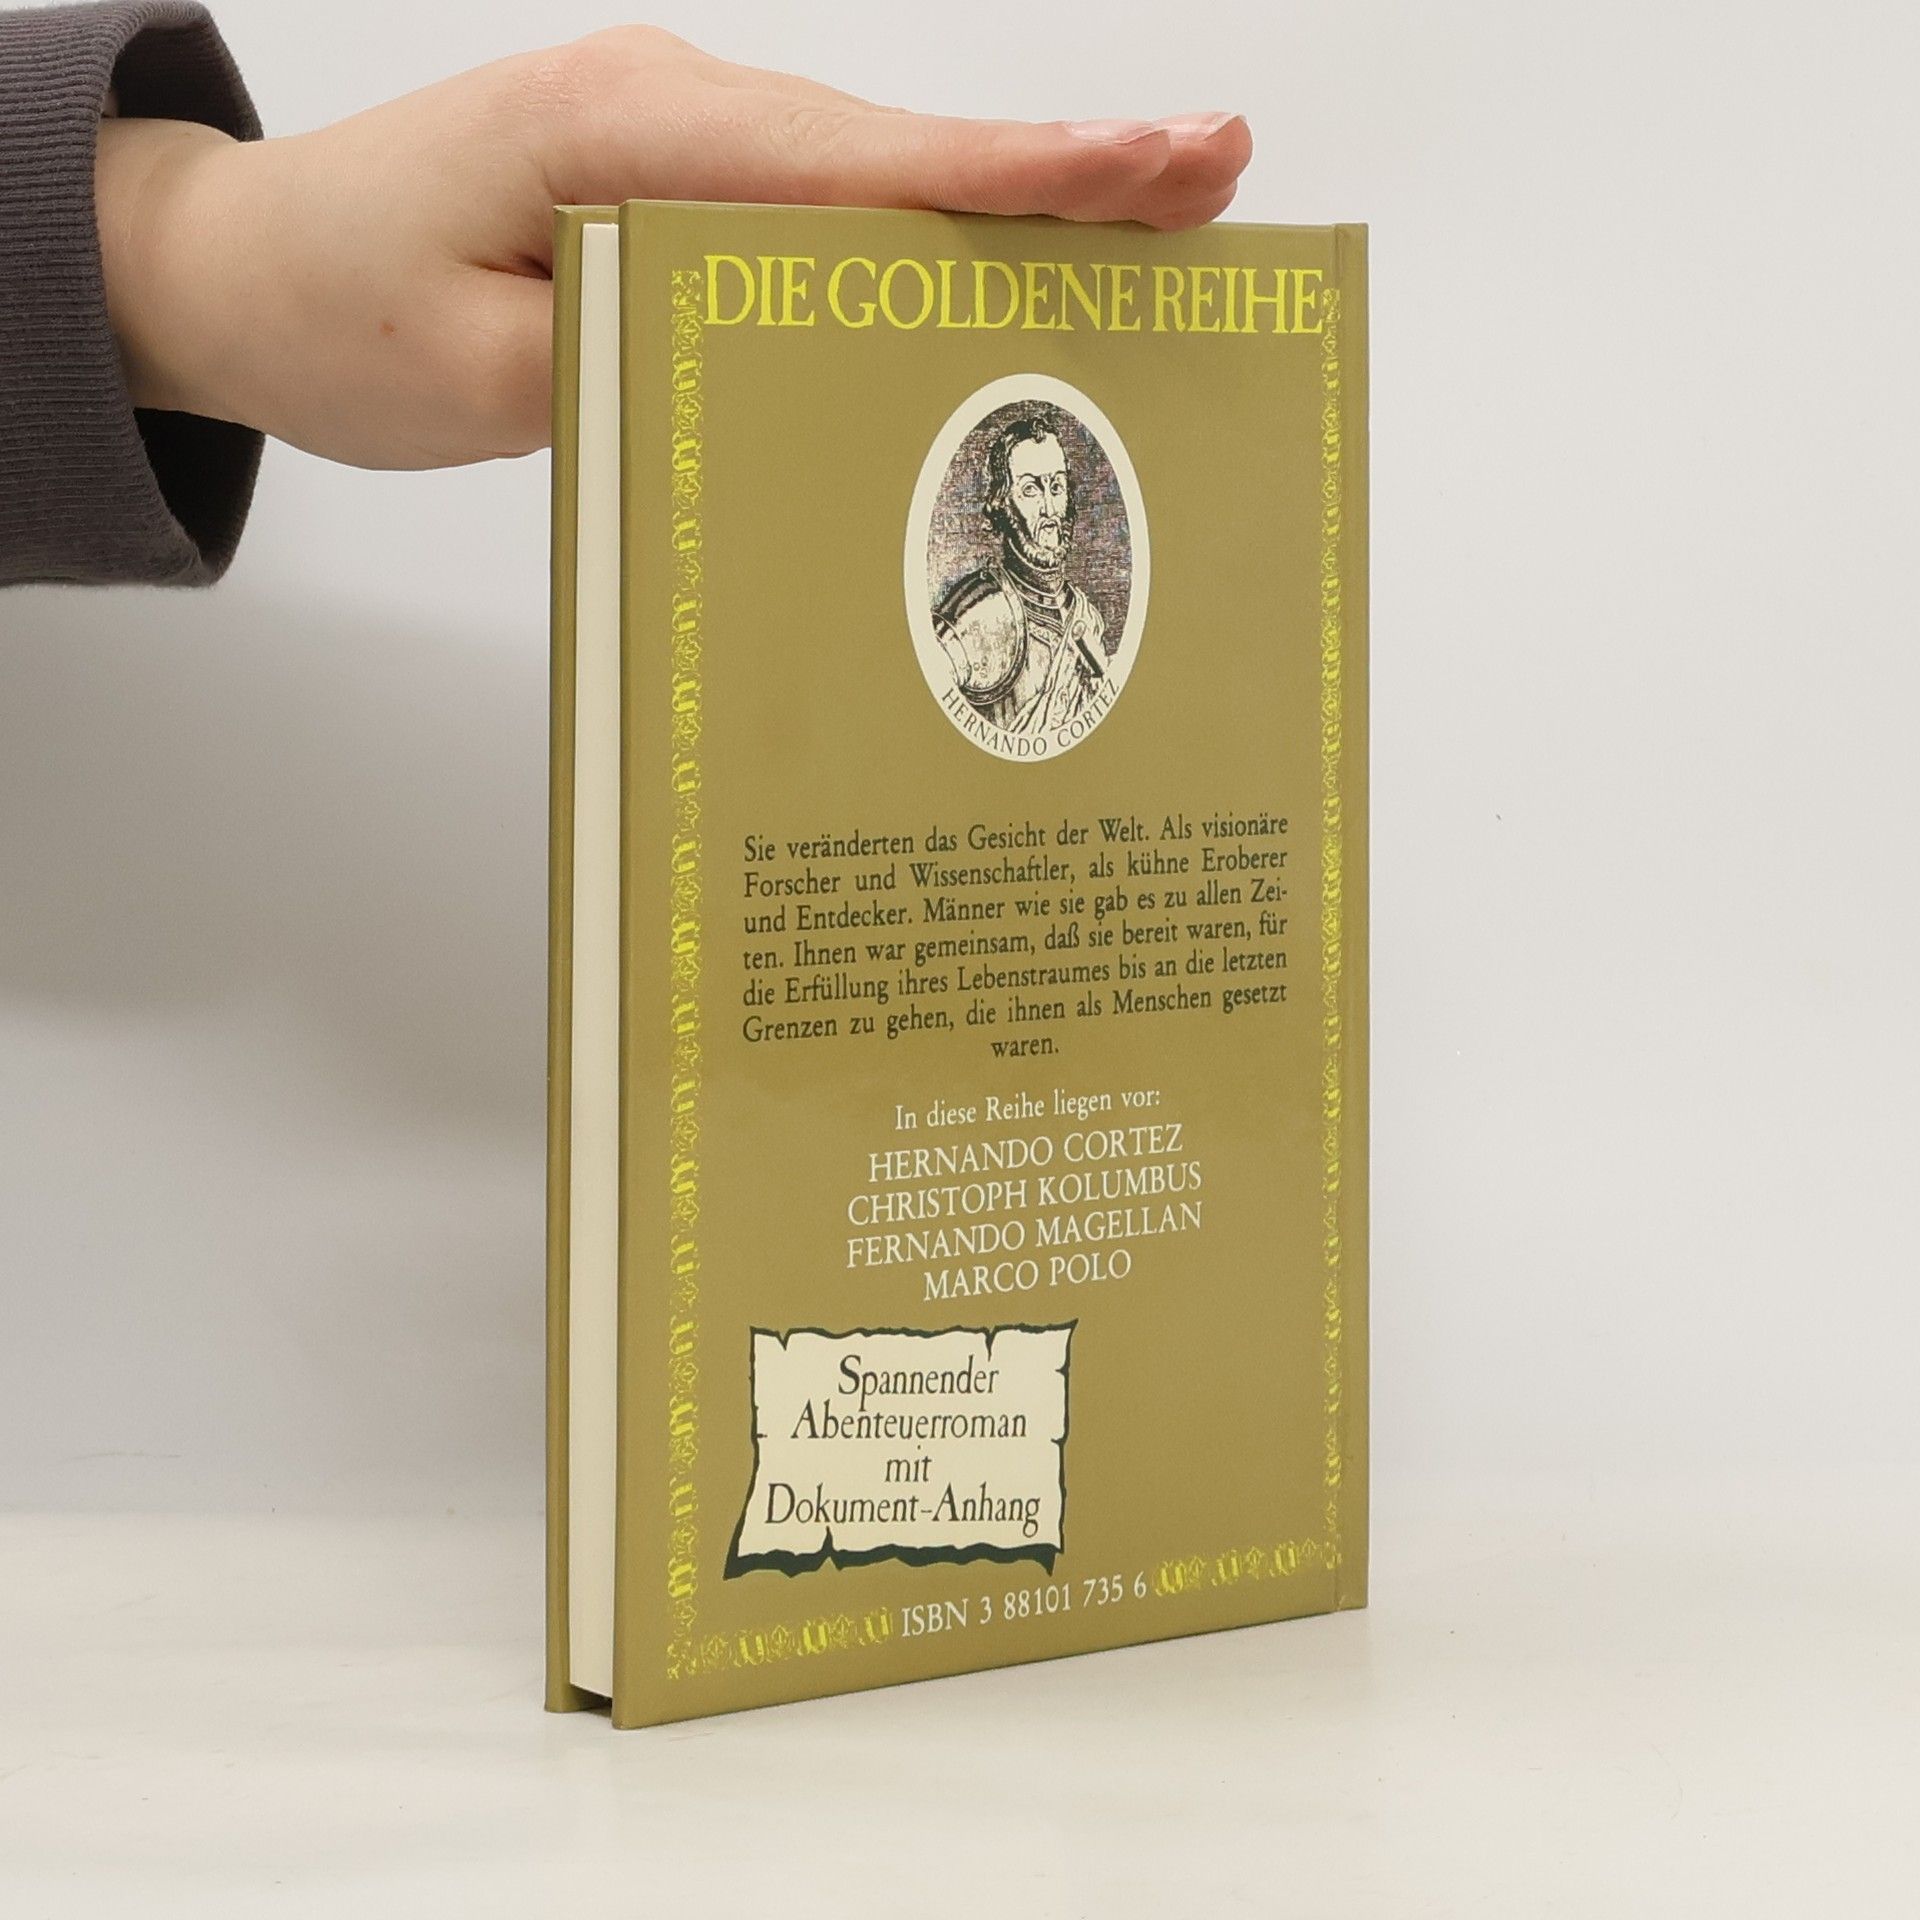 DIE GOLDENE REIHE
HERNANDO CORTEZ
Sie veränderten das Gesicht der Welt. Als visionäre
Forscher und Wissenschaftler, als kühne Eroberer
und Entdecker. Männer wie sie gab es zu allen Zei-
ten. Ihnen war gemeinsam, daß sie bereit waren, für
die Erfüllung ihres Lebenstraumes bis an die letzten
Grenzen zu gehen, die ihnen als Menschen gesetzt
waren.
In diese Reihe liegen vor:
HERNANDO CORTEZ
CHRISTOPH KOLUMBUS
FERNANDO MAGELLAN
MARCO POLO
Spannender
Abenteuerroman
mit
Dokument-Anhang
ISBN 3 88101 735 6